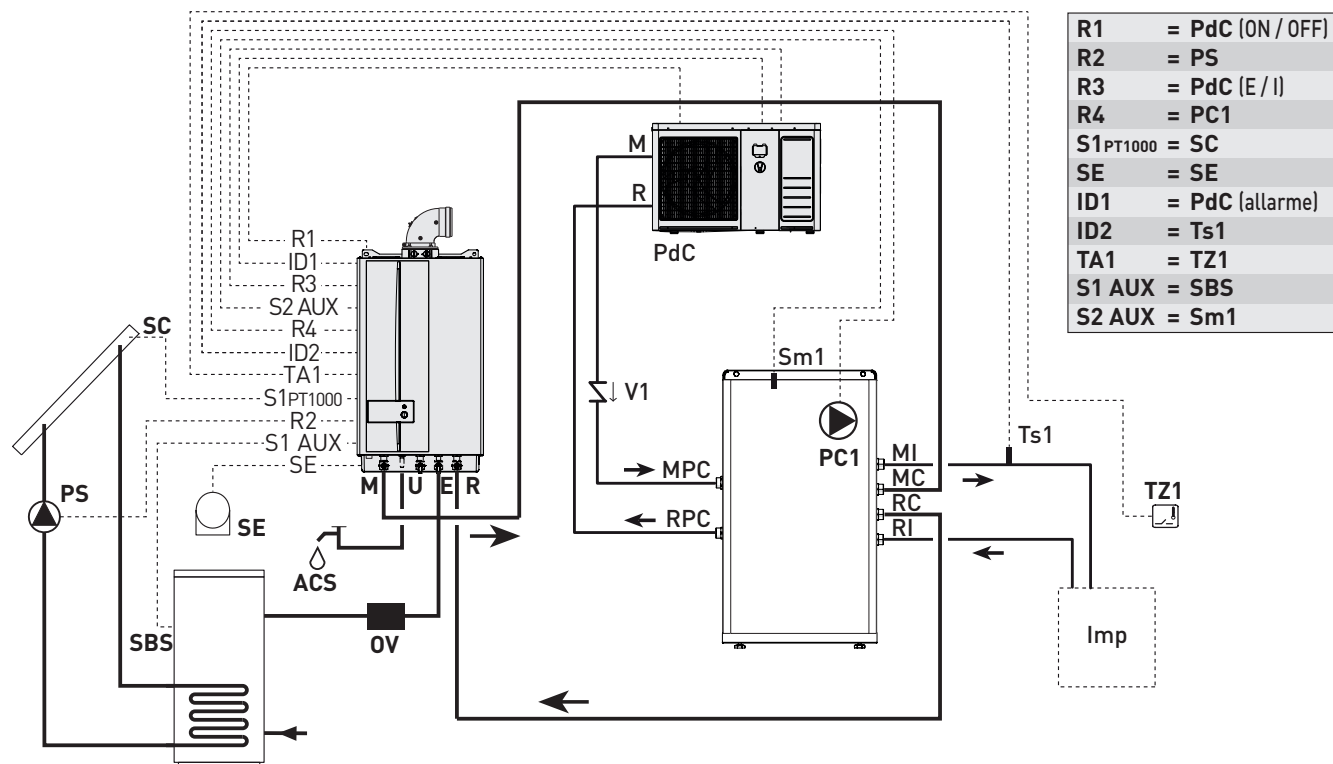 R1 = PdC (ON / OFF)
R2 = PS
R3 = PdC (E / I)
R4 = PC1
S1PT1000 = SC
SE = SE
ID1 = PdC (allarme)
ID2 = Ts1
TA1 = TZ1
S1 AUX = SBS
S2 AUX = Sm1
M
R
PdC
R1
ID1
R3
S2 AUX
R4
ID2
TA1
S1PT1000
R2
S1 AUX
SE
SC
V1
Sm1
PC1
Ts1
MI
MC
RC
RI
MPC
RPC
TZ1
M U E R
PS
SE
ACS
SBS
OV
Imp